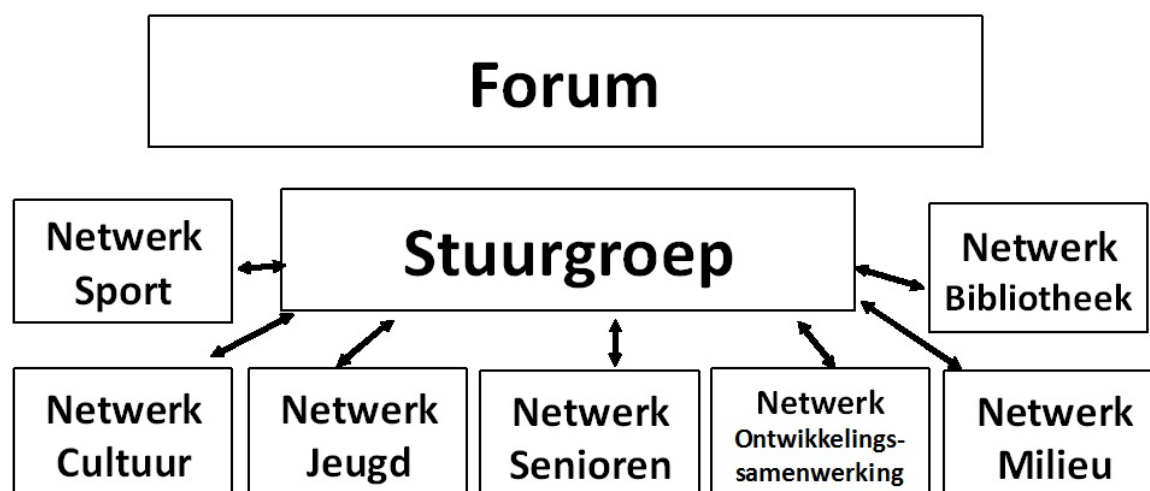 Forum
Stuurgroep
Netwerk
Sport
Netwerk
Bibliotheek
Netwerk
Cultuur
Netwerk
Jeugd
Netwerk
Senioren
Netwerk
Ontwikkelings-
samenwerking
Netwerk
Milieu